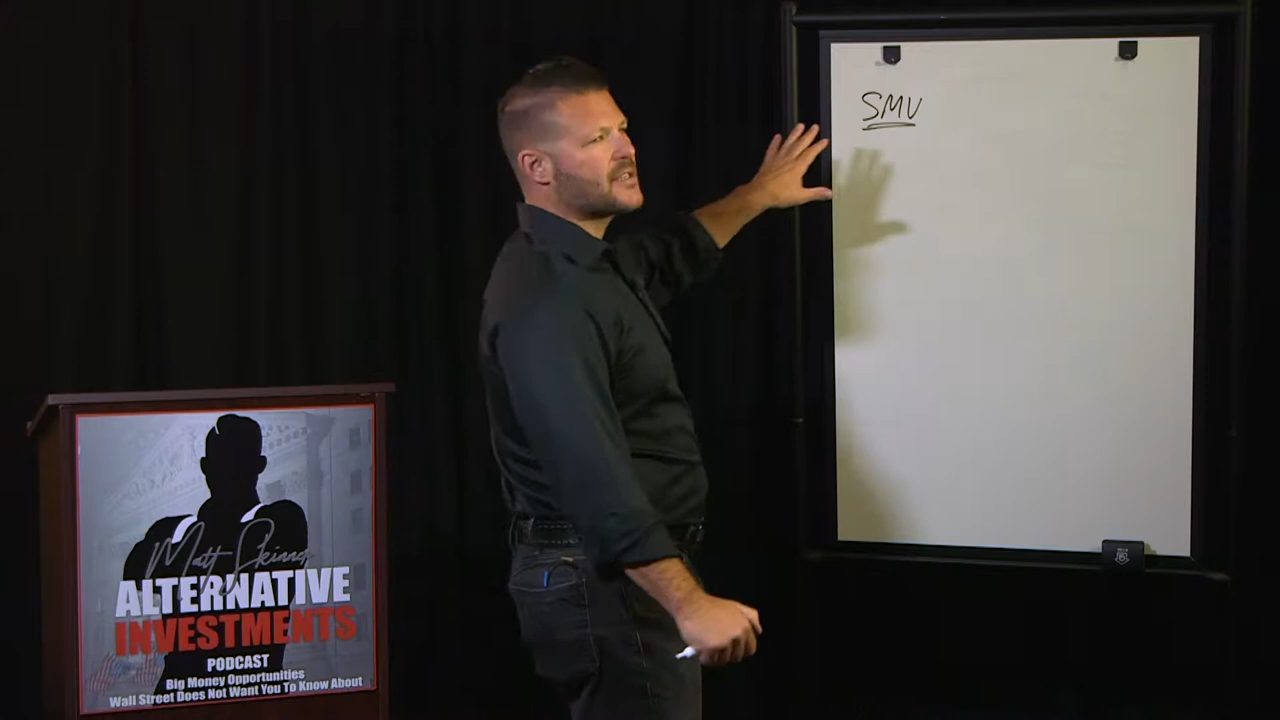 SMV
Matt Skinner
ALTERNATIVE
INVESTMENTS
PODCAST
Big Money Opportunities
Wall Street Does Not Want You To Know About